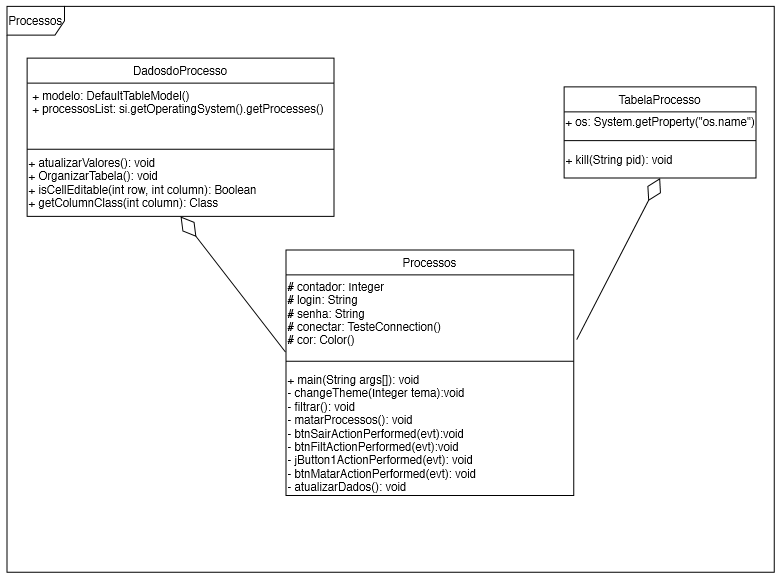 Processos
DadosdoProcesso
+ modelo: DefaultTableModel()
+ processosList: si.getOperatingSystem().getProcesses()
+ atualizarValores(): void
+ OrganizarTabela(): void
+ isCellEditable(int row, int column): Boolean
+ getColumnClass(int column): Class
TabelaProcesso
+ os: System.getProperty("os.name")
+ kill(String pid): void
Processos
# contador: Integer
# login: String
# senha: String
# conectar: TesteConnection()
# cor: Color()
+ main(String args[]): void
- changeTheme(Integer tema):void
- filtrar(): void
- matarProcessos(): void
- btnSairActionPerformed(evt):void
- btnFiltActionPerformed(evt):void
- jButton1ActionPerformed(evt): void
- btnMatarActionPerformed(evt): void
- atualizarDados(): void